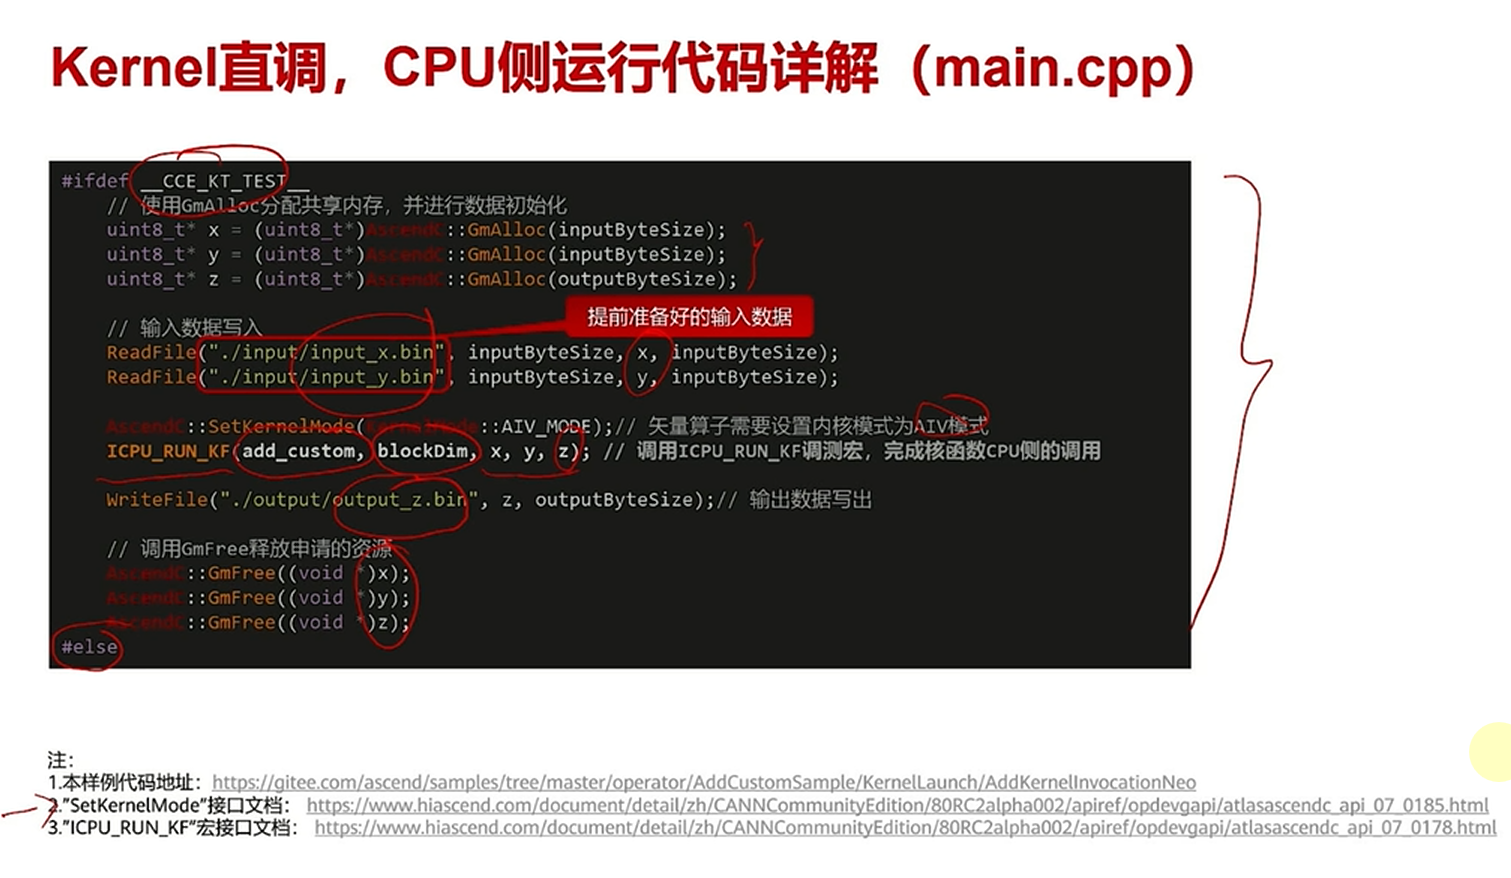 Kernel直调，CPU侧运行代码详解（main.cpp）
#ifdef __CCE_KT_TEST__
// 使用GmAlloc分配共享内存，并进行数据初始化
uint8_t* x = (uint8_t*)AscendC::GmAlloc(inputByteSize);
uint8_t* y = (uint8_t*)AscendC::GmAlloc(inputByteSize);
uint8_t* z = (uint8_t*)AscendC::GmAlloc(outputByteSize);
// 输入数据写入
提前准备好的输入数据
ReadFile("./input/input_x.bin", inputByteSize, x, inputByteSize);
ReadFile("./input/input_y.bin", inputByteSize, y, inputByteSize);
AscendC::SetKernelMode(KernelMode::AIV_MODE);// 矢量算子需要设置内核模式为AIV模式
ICPU_RUN_KF(add_custom, blockDim, x, y, z); // 调用ICPU_RUN_KF调测宏，完成核函数CPU侧的调用
WriteFile("./output/output_z.bin", z, outputByteSize);// 输出数据写出
// 调用GmFree释放申请的资源
AscendC::GmFree((void *)x);
AscendC::GmFree((void *)y);
AscendC::GmFree((void *)z);
#else
注：
1.本样例代码地址： https://gitee.com/ascend/samples/tree/master/operator/AddCustomSample/KernelLaunch/AddKernelInvocationNeo
2."SetKernelMode"接口文档： https://www.hiascend.com/document/detail/zh/CANNCommunityEdition/80RC2alpha002/apiref/opdevgapi/atlasascendc_api_07_0185.html
3."ICPU_RUN_KF"宏接口文档： https://www.hiascend.com/document/detail/zh/CANNCommunityEdition/80RC2alpha002/apiref/opdevgapi/atlasascendc_api_07_0178.html